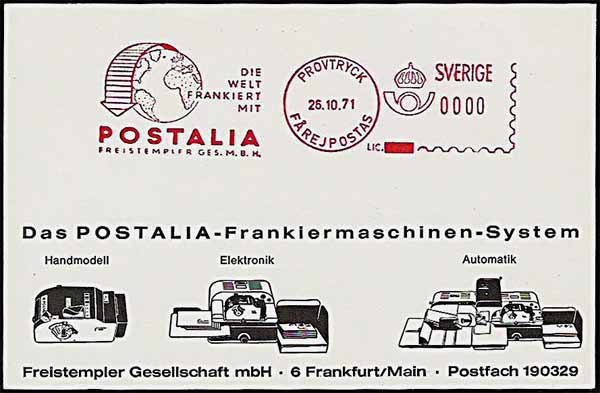 DIE
WELT
FRANKIERT
MIT
POSTALIA
FREISTEMPLER GES.M.B.H.
PROVTRYCK
26.10.71
FÅREJPOSTAS
SVERIGE
0000
LIC.
Das POSTALIA-Frankiermaschinen-System
Handmodell
Elektronik
Automatik
Freistempler Gesellschaft mbH · 6 Frankfurt/Main · Postfach 190329